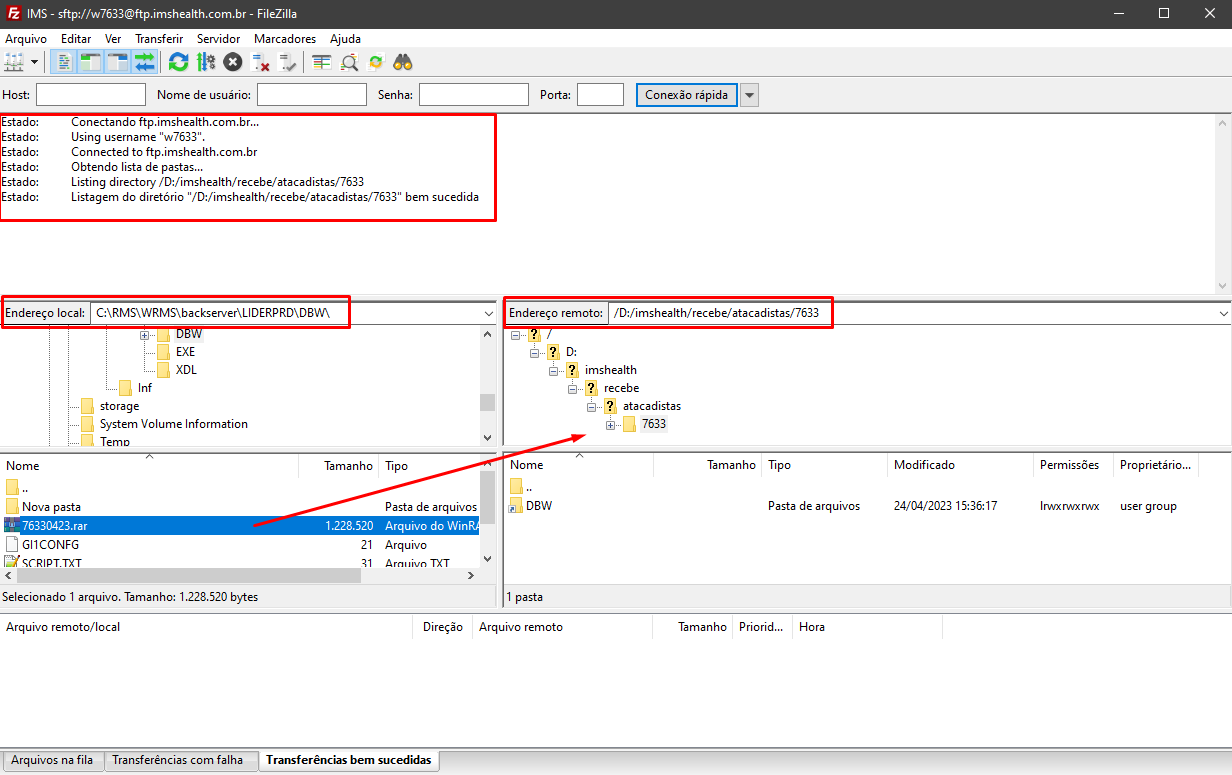 IMS - sftp://w7633@ftp.imshealth.com.br - FileZilla
Arquivo Editar Ver Transferir Servidor Marcadores Ajuda
Host: Nome de usuário: Senha: Porta: Conexão rápida
Estado: Conectando ftp.imshealth.com.br...
Estado: Using username "w7633".
Estado: Connected to ftp.imshealth.com.br
Estado: Obtendo lista de pastas...
Estado: Listing directory /D:/imshealth/recebe/atacadistas/7633
Estado: Listagem do diretório "/D:/imshealth/recebe/atacadistas/7633" bem sucedida
Endereço local: C:\RMS\WRMS\backserver\LIDERPRD\DBW\
DBW
EXE
XDL
Inf
storage
System Volume Information
Temp
Nome Tamanho Tipo
..
Nova pasta Pasta de arquivos
76330423.rar 1.228.520 Arquivo do WinRA
GI1CONFG 21 Arquivo
SCRIPT.TXT 31 Arquivo TXT
Selecionado 1 arquivo. Tamanho: 1.228.520 bytes
Endereço remoto: /D:/imshealth/recebe/atacadistas/7633
/
D:
imshealth
recebe
atacadistas
7633
Nome Tamanho Tipo Modificado Permissões Proprietário...
..
DBW Pasta de arquivos 24/04/2023 15:36:17 lrwxrwxrwx user group
1 pasta
Arquivo remoto/local Direção Arquivo remoto Tamanho Priorid... Hora
Arquivos na fila Transferências com falha Transferências bem sucedidas